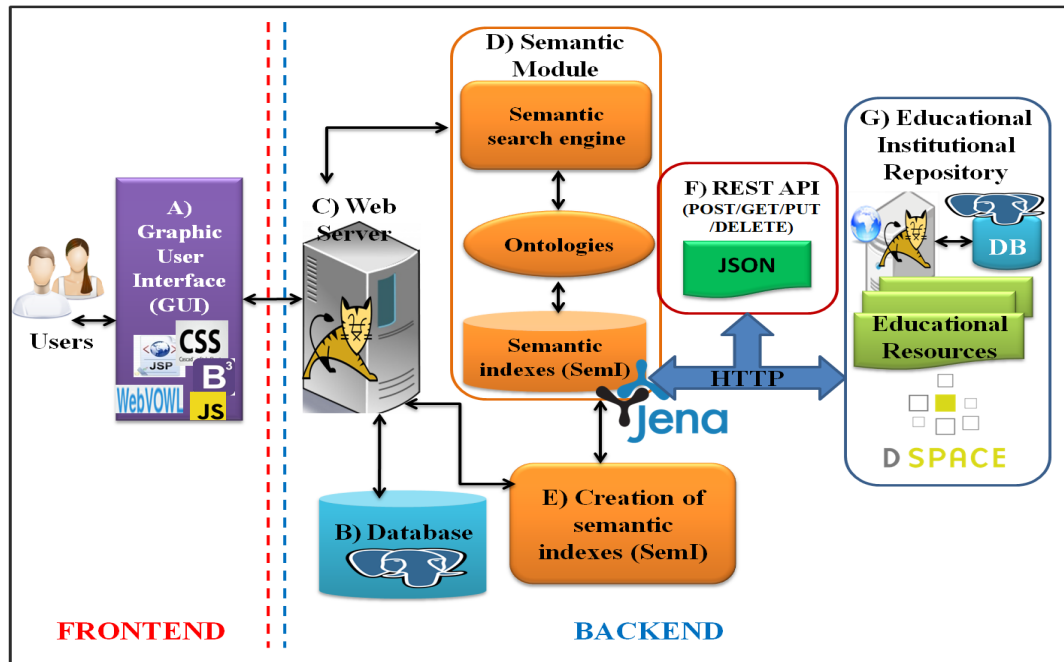 D) Semantic
Module
Semantic
search engine
Ontologies
Semantic
indexes (SemI)
Jena
A)
Graphic
User
Interface
(GUI)
JSP
CSS
B3
WebVOWL
JS
Users
C) Web
Server
F) REST API
(POST/GET/PUT
/DELETE)
JSON
HTTP
G) Educational
Institutional
Repository
DB
Educational
Resources
DSPACE
B) Database
E) Creation of
semantic
indexes (SemI)
FRONTEND
BACKEND